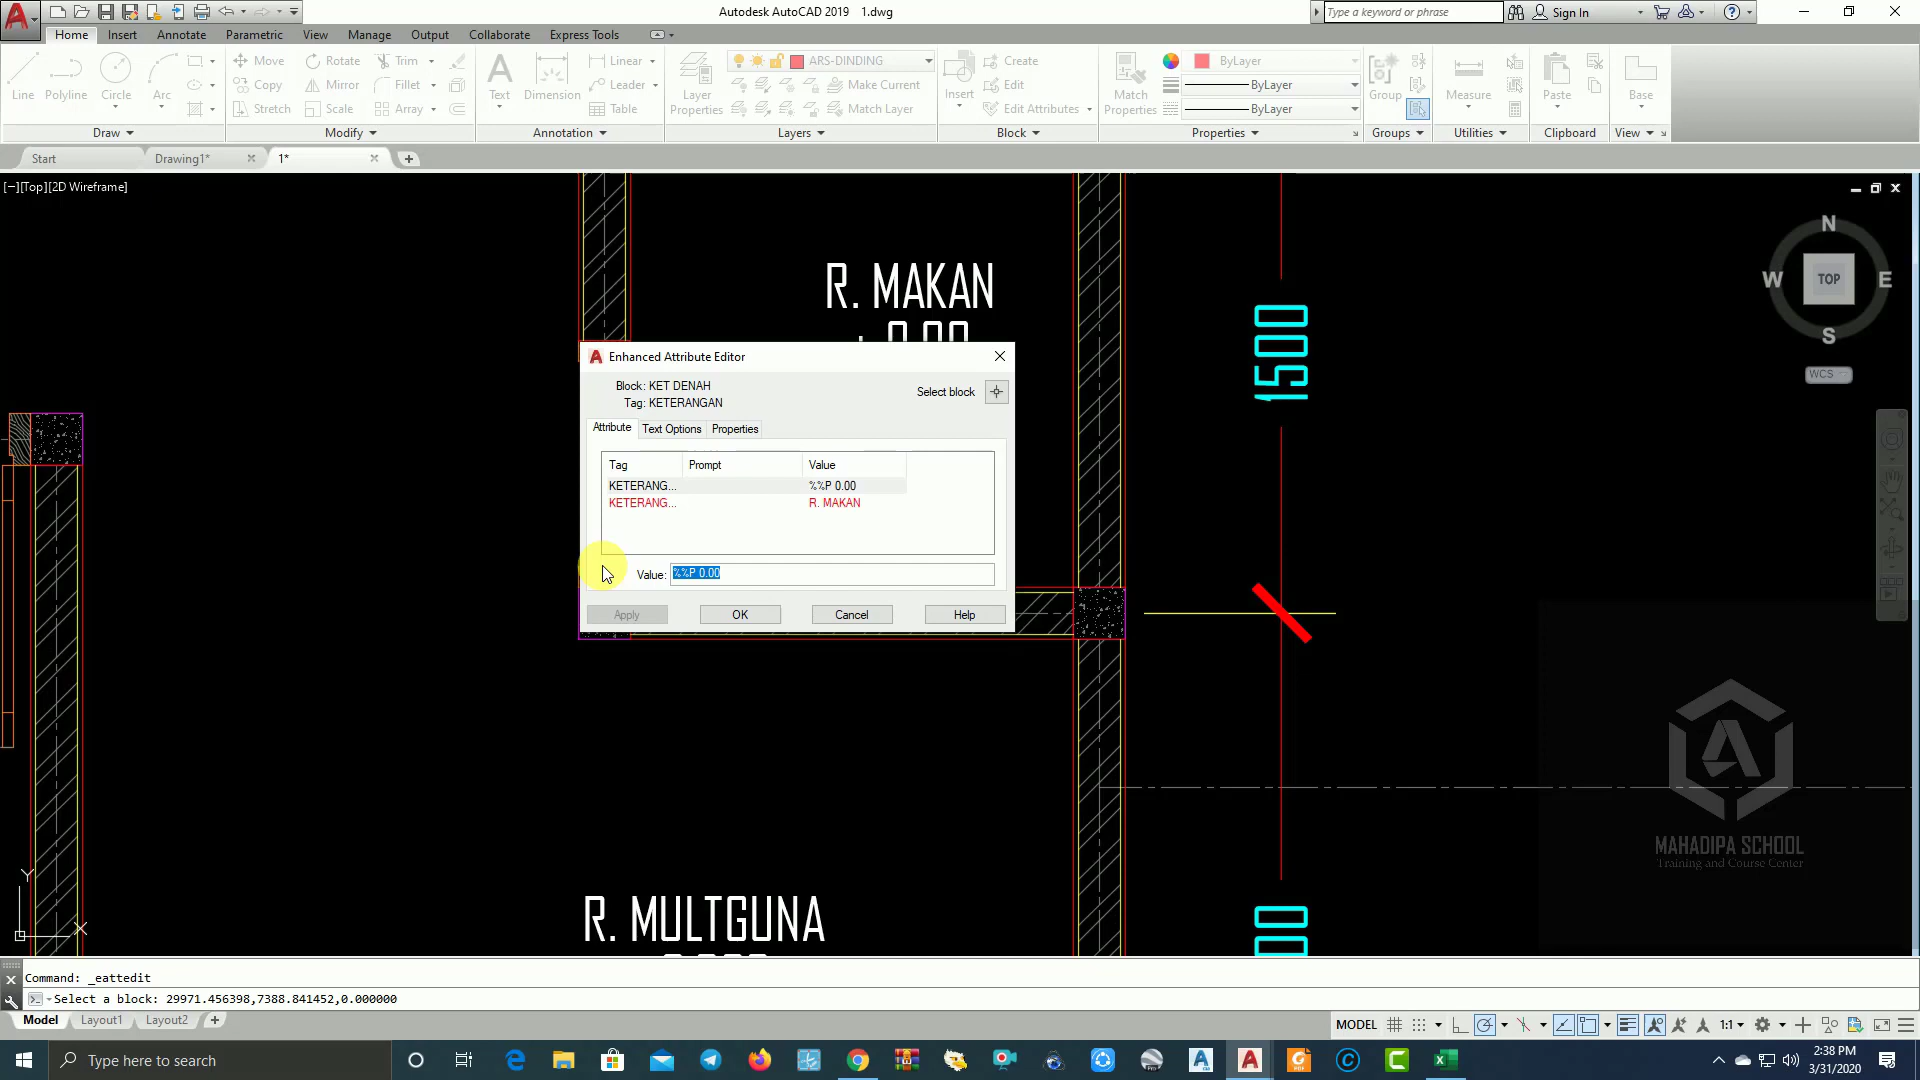 Autodesk AutoCAD 2019 1.dwg
Type a keyword or phrase
Sign In
Home Insert Annotate Parametric View Manage Output Collaborate Express Tools
Line Polyline Circle Arc
Rotate Trim
Move
Copy Mirror Fillet
Stretch Scale Array
Text Dimension
Linear
Leader
Table
Layer Properties
ARS-DINDING
Make Current
Match Layer
Insert
Create
Edit
Edit Attributes
Match Properties
ByLayer
ByLayer
ByLayer
Group
Measure
Paste
Base
Draw Modify Annotation Layers Block Properties Groups Utilities Clipboard View
Start Drawing1* 1*
[−][Top][2D Wireframe]
N
W TOP E
S
WCS
R. MAKAN
1500
Enhanced Attribute Editor
Block: KET DENAH
Tag: KETERANGAN
Select block
Attribute Text Options Properties
Tag Prompt Value
KETERANG... %%P 0.00
KETERANG... R. MAKAN
Value: %%P 0.00
Apply OK Cancel Help
R. MULTGUNA
MAHADIPA SCHOOL
Training and Course Center
Y
X
Command: _eattedit
Select a block: 29971.456398,7388.841452,0.000000
Model Layout1 Layout2
MODEL 1:1
Type here to search
2:38 PM
3/31/2020